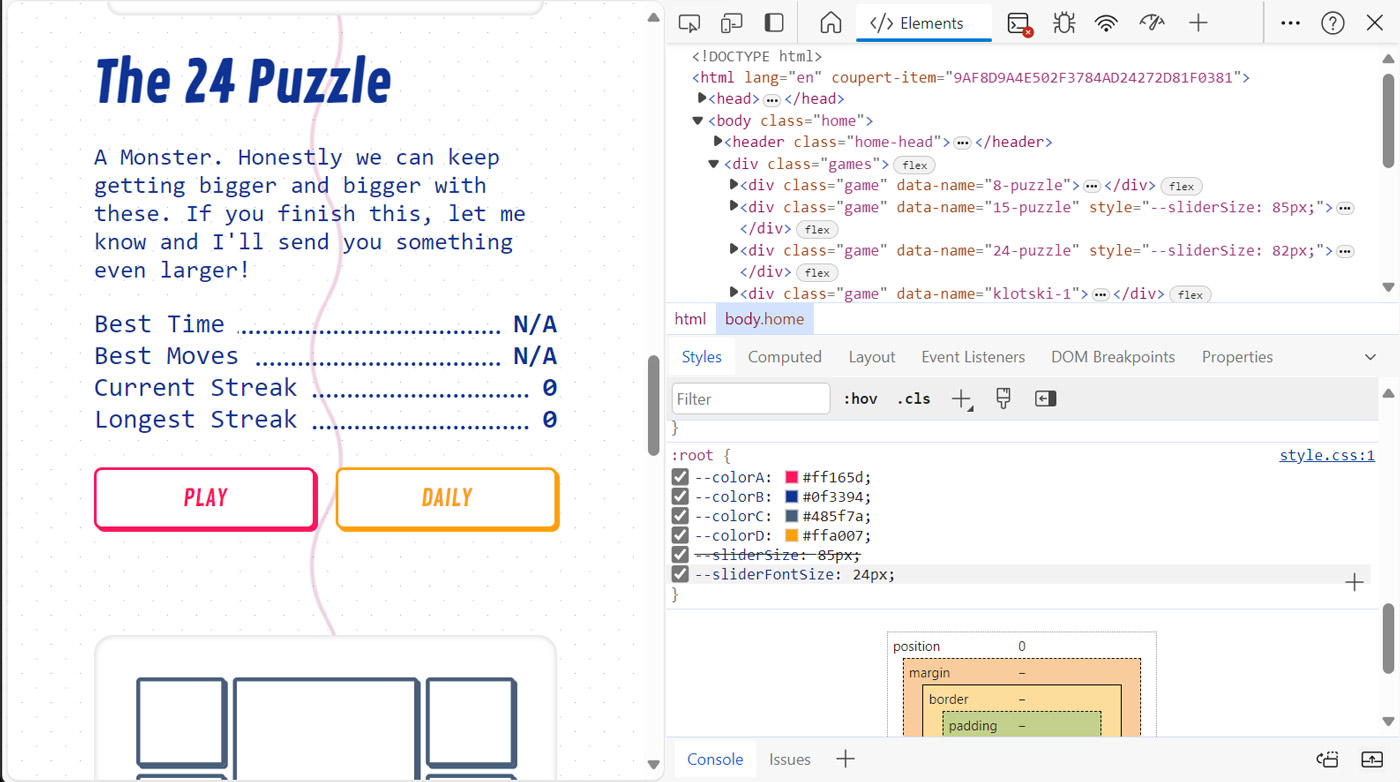 The 24 Puzzle
A Monster. Honestly we can keep
getting bigger and bigger with
these. If you finish this, let me
know and I'll send you something
even larger!
Best Time ................................ N/A
Best Moves .............................. N/A
Current Streak .......................... 0
Longest Streak .......................... 0
PLAY
DAILY
Elements
<!DOCTYPE html>
<html lang="en" coupert-item="9AF8D9A4E502F3784AD24272D81F0381">
<head> ... </head>
<body class="home">
<header class="home-head"> ... </header>
<div class="games"> flex
<div class="game" data-name="8-puzzle"> ... </div> flex
<div class="game" data-name="15-puzzle" style="--sliderSize: 85px;"> ...
</div> flex
<div class="game" data-name="24-puzzle" style="--sliderSize: 82px;"> ...
</div> flex
<div class="game" data-name="klotski-1"> ... </div> flex
html body.home
Styles Computed Layout Event Listeners DOM Breakpoints Properties
Filter :hov .cls
}
:root { style.css:1
--colorA: #ff165d;
--colorB: #0f3394;
--colorC: #485f7a;
--colorD: #ffa007;
--sliderSize: 85px;
--sliderFontSize: 24px;
}
position 0
margin –
border –
padding –
Console Issues